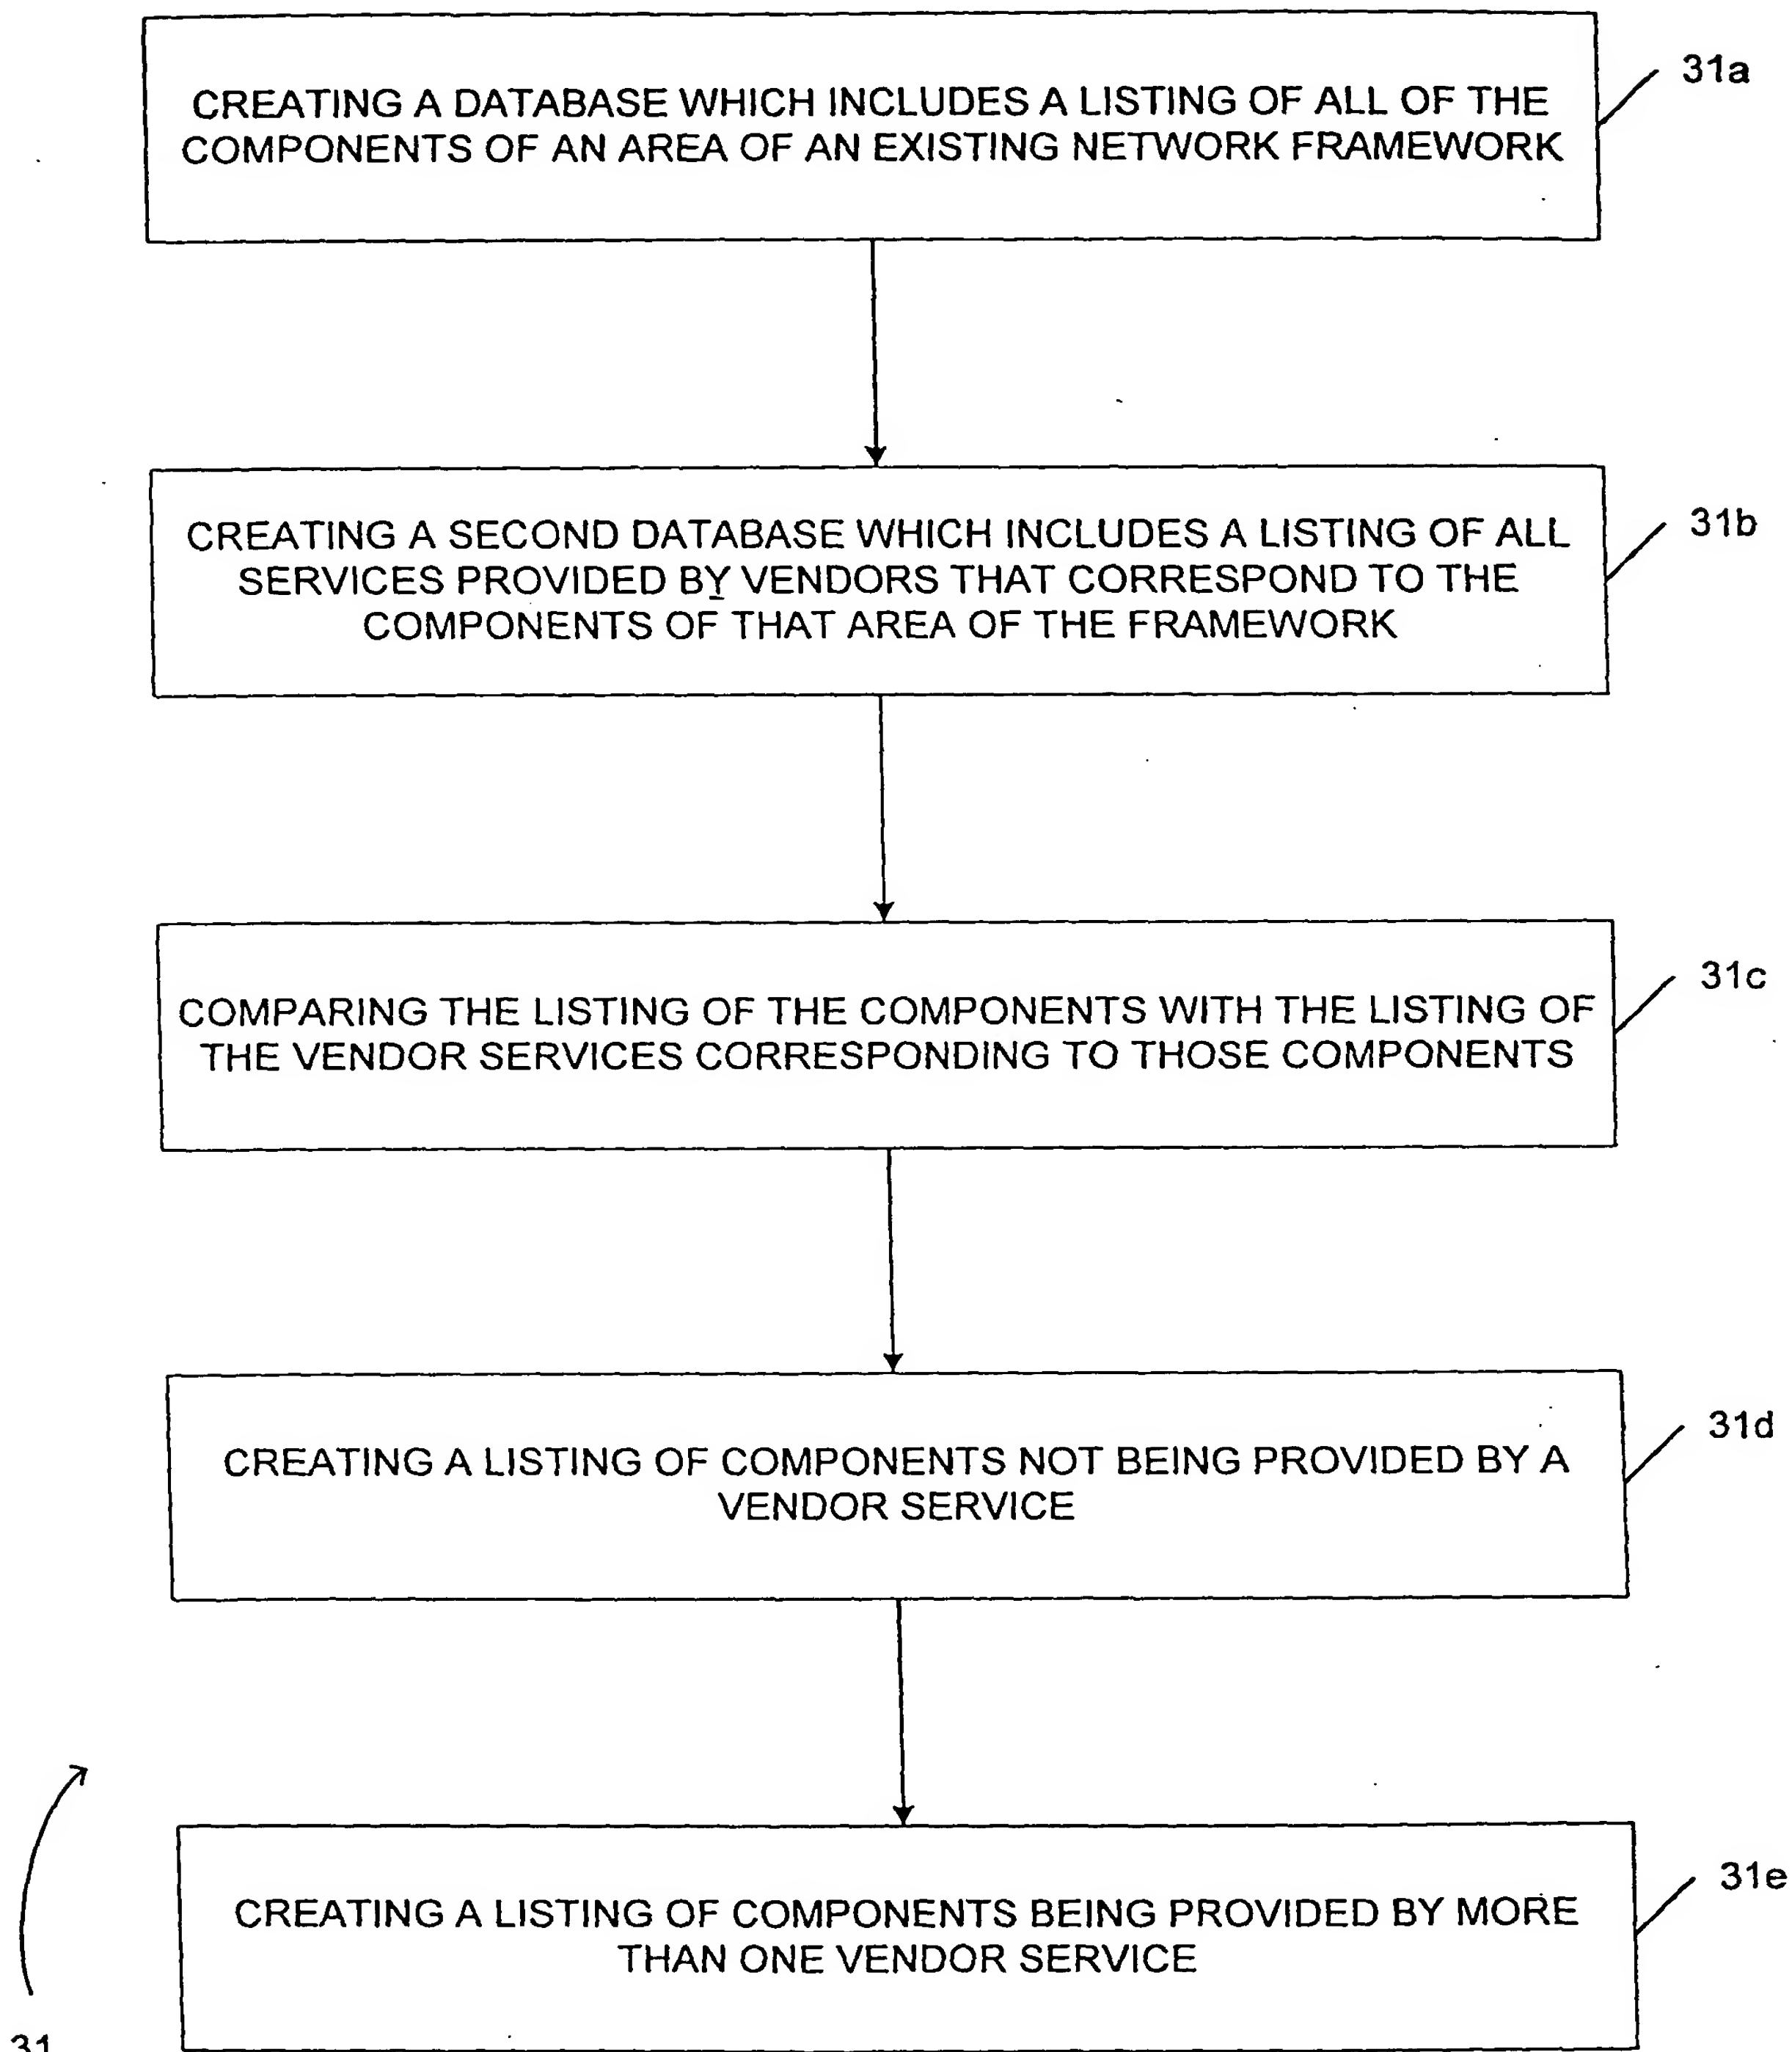 CREATING A DATABASE WHICH INCLUDES A LISTING OF ALL OF THE
COMPONENTS OF AN AREA OF AN EXISTING NETWORK FRAMEWORK
31a
CREATING A SECOND DATABASE WHICH INCLUDES A LISTING OF ALL
SERVICES PROVIDED BY VENDORS THAT CORRESPOND TO THE
COMPONENTS OF THAT AREA OF THE FRAMEWORK
31b
COMPARING THE LISTING OF THE COMPONENTS WITH THE LISTING OF
THE VENDOR SERVICES CORRESPONDING TO THOSE COMPONENTS
31c
CREATING A LISTING OF COMPONENTS NOT BEING PROVIDED BY A
VENDOR SERVICE
31d
CREATING A LISTING OF COMPONENTS BEING PROVIDED BY MORE
THAN ONE VENDOR SERVICE
31e
31